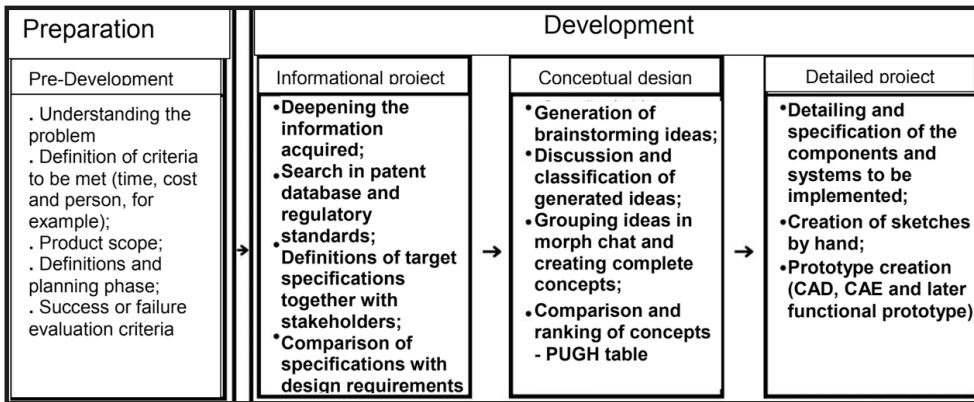 Preparation
Pre-Development
. Understanding the
problem
. Definition of criteria
to be met (time, cost
and person, for
example);
. Product scope;
. Definitions and
planning phase;
. Success or failure
evaluation criteria
Development
Informational project
•Deepening the
information
acquired;
•Search in patent
database and
regulatory
standards;
•Definitions of target
specifications
together with
stakeholders;
•Comparison of
specifications with
design requirements
Conceptual design
•Generation of
brainstorming ideas;
•Discussion and
classification of
generated ideas;
•Grouping ideas in
morph chat and
creating complete
concepts;
•Comparison and
ranking of concepts
- PUGH table
Detailed project
•Detailing and
specification of the
components and
systems to be
implemented;
•Creation of sketches
by hand;
•Prototype creation
(CAD, CAE and later
functional prototype)